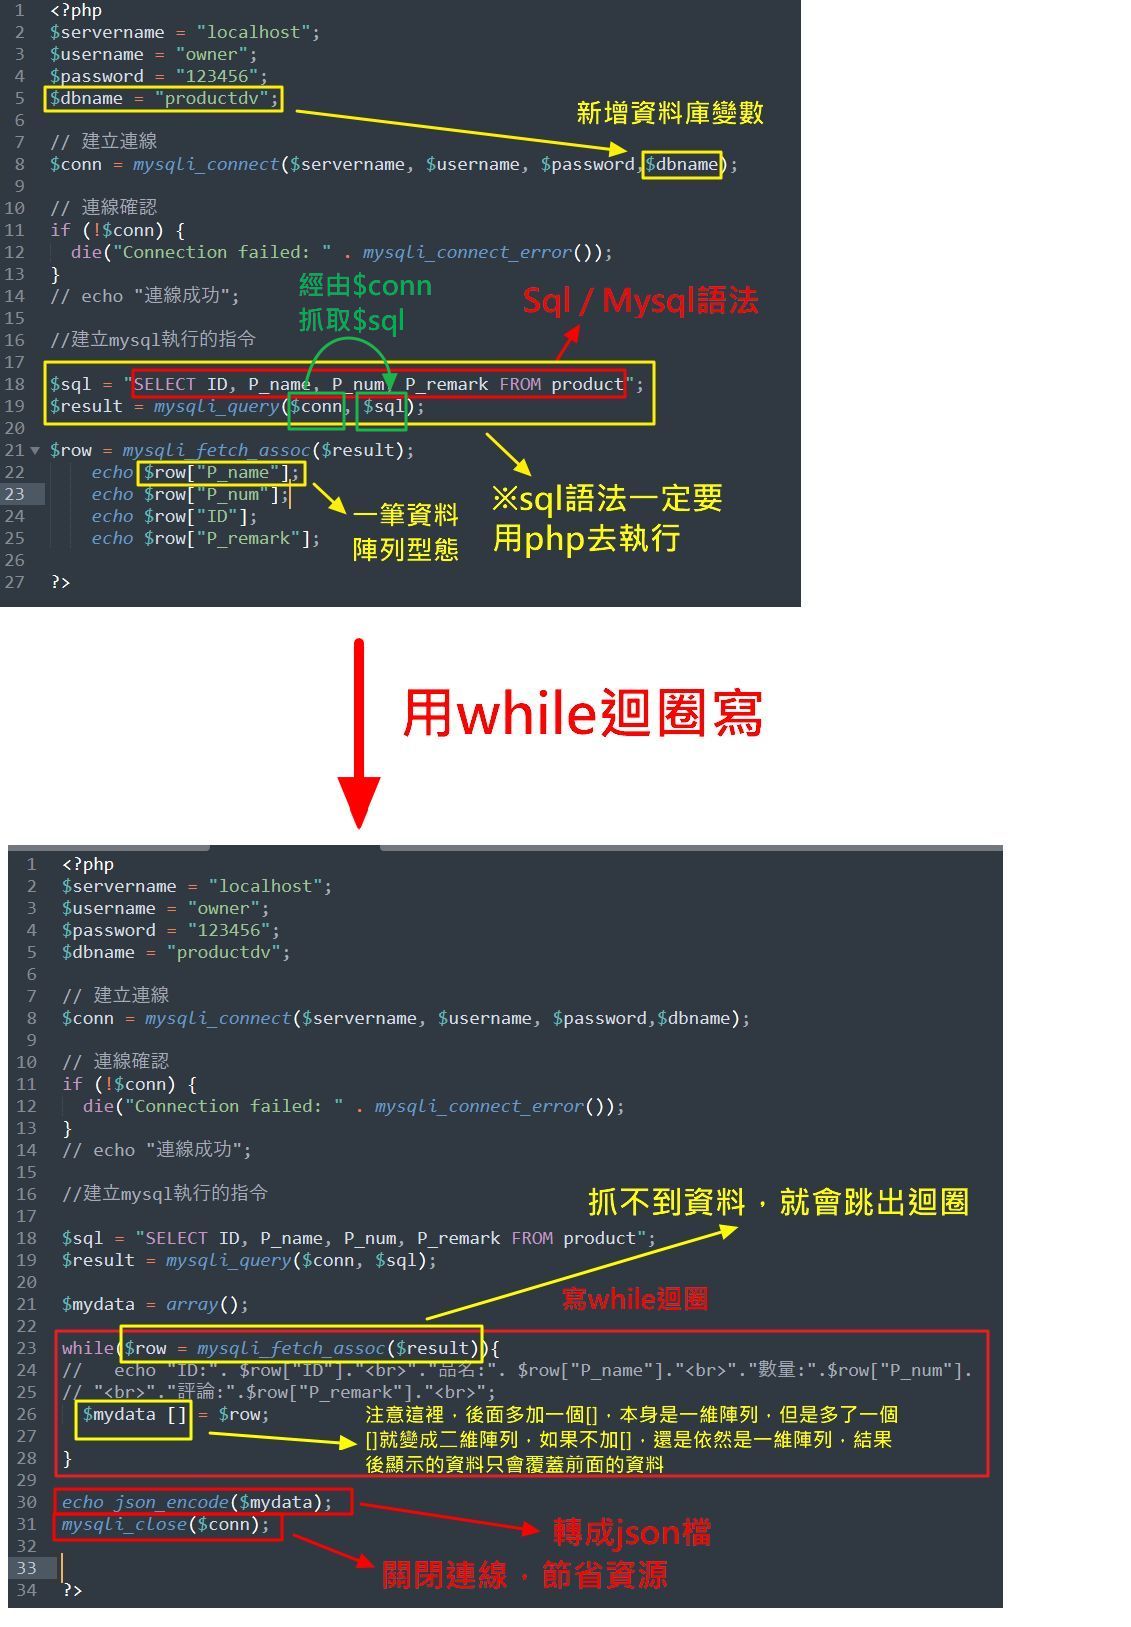 1 <?php
2 $servername = "localhost";
3 $username = "owner";
4 $password = "123456";
5 $dbname = "productdv";
新增資料庫變數
6
7 // 建立連線
8 $conn = mysqli_connect($servername, $username, $password,$dbname);
9
10 // 連線確認
11 if (!$conn) {
12 die("Connection failed: " . mysqli_connect_error());
13 }
經由$conn
抓取$sql
Sql / Mysql語法
14 // echo "連線成功";
15
16 //建立mysql執行的指令
17
18 $sql = "SELECT ID, P_name, P_num, P_remark FROM product";
19 $result = mysqli_query($conn, $sql);
20
21 $row = mysqli_fetch_assoc($result);
22 echo $row["P_name"];
23 echo $row["P_num"];
24 echo $row["ID"];
25 echo $row["P_remark"];
一筆資料
陣列型態
※sql語法一定要
用php去執行
26
27 ?>
用while迴圈寫
1 <?php
2 $servername = "localhost";
3 $username = "owner";
4 $password = "123456";
5 $dbname = "productdv";
6
7 // 建立連線
8 $conn = mysqli_connect($servername, $username, $password,$dbname);
9
10 // 連線確認
11 if (!$conn) {
12 die("Connection failed: " . mysqli_connect_error());
13 }
14 // echo "連線成功";
15
16 //建立mysql執行的指令
抓不到資料，就會跳出迴圈
17
18 $sql = "SELECT ID, P_name, P_num, P_remark FROM product";
19 $result = mysqli_query($conn, $sql);
20
21 $mydata = array();
寫while迴圈
22
23 while($row = mysqli_fetch_assoc($result)){
24 // echo "ID:". $row["ID"]."<br>"."品名:". $row["P_name"]."<br>"."數量:".$row["P_num"].
25 // "<br>"."評論:".$row["P_remark"]."<br>";
26 $mydata [] = $row;
注意這裡，後面多加一個[]，本身是一維陣列，但是多了一個
[]就變成二維陣列，如果不加[]，還是依然是一維陣列，結果
後顯示的資料只會覆蓋前面的資料
27
28 }
29
30 echo json_encode($mydata);
31 mysqli_close($conn);
轉成json檔
關閉連線，節省資源
32
33
34 ?>